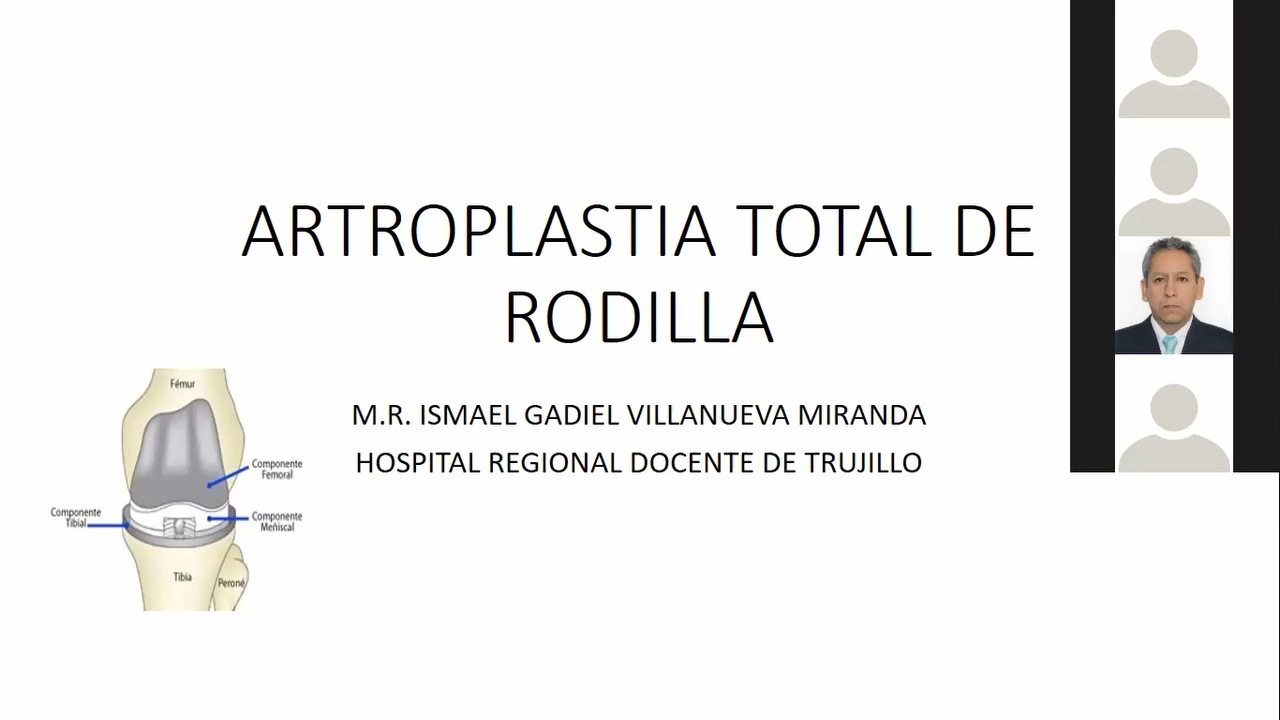 ARTROPLASTIA TOTAL DE
RODILLA
M.R. ISMAEL GADIEL VILLANUEVA MIRANDA
HOSPITAL REGIONAL DOCENTE DE TRUJILLO
Fémur
Componente
Femoral
Componente
Tibial
Componente
Meñiscal
Tibia
Peroné